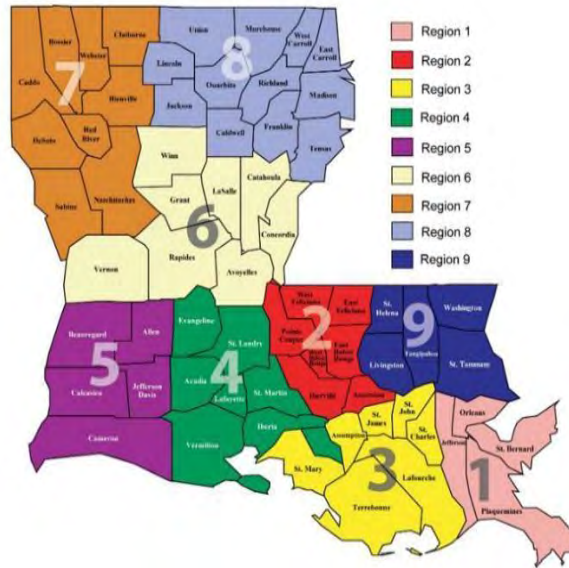 Region 1
Region 2
Region 3
Region 4
Region 5
Region 6
Region 7
Region 8
Region 9
7
Bossier
Webster
Claiborne
Caddo
Bienville
DeSoto
Red
River
Sabine
Natchitoches
8
Union
Morehouse
West
Carroll
East
Carroll
Lincoln
Ouachita
Richland
Madison
Jackson
Caldwell
Franklin
Tensas
6
Winn
Grant
LaSalle
Catahoula
Concordia
Rapides
Vernon
Avoyelles
5
Beauregard
Allen
Calcasieu
Jefferson
Davis
Cameron
4
Evangeline
St. Landry
Acadia
Lafayette
St. Martin
Iberia
Vermilion
2
West
Feliciana
East
Feliciana
Pointe
Coupee
West
Baton
Rouge
East
Baton
Rouge
Iberville
Ascension
9
St.
Helena
Washington
Livingston
Tangipahoa
St. Tammany
3
Assumption
St.
James
St.
John
St.
Charles
St. Mary
Lafourche
Terrebonne
1
Orleans
Jefferson
St. Bernard
Plaquemines